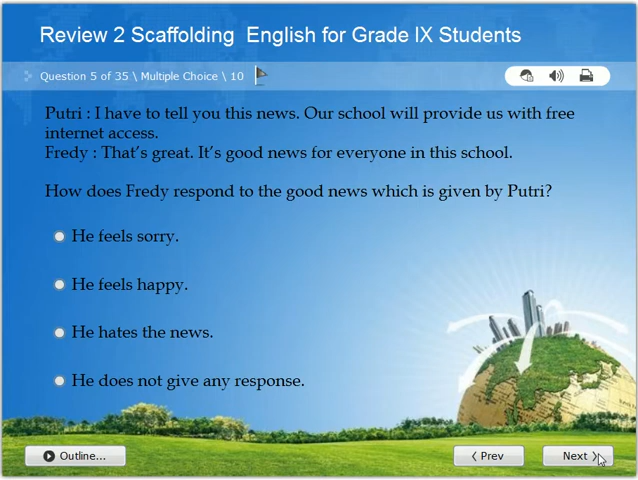 Review 2 Scaffolding English for Grade IX Students
Question 5 of 35 \ Multiple Choice \ 10
Putri : I have to tell you this news. Our school will provide us with free
internet access.
Fredy : That's great. It's good news for everyone in this school.
How does Fredy respond to the good news which is given by Putri?
He feels sorry.
He feels happy.
He hates the news.
He does not give any response.
Outline...
Prev
Next